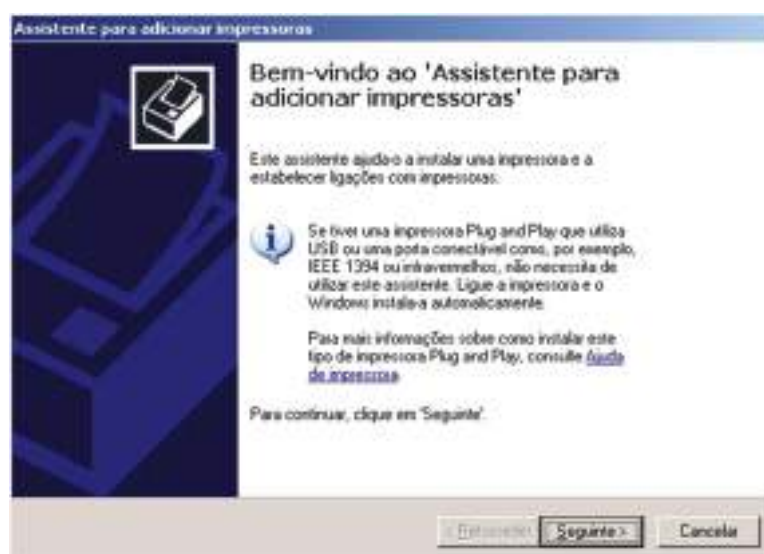 Assistente para adicionar impressoras
Bem-vindo ao 'Assistente para
adicionar impressoras'
Este assistente ajuda-o a instalar uma impressora e a
estabelecer ligações com impressoras.
Se tiver uma impressora Plug and Play que utiliza
USB ou uma porta conectável como, por exemplo,
IEEE 1394 ou infravermelhos, não necessita de
utilizar este assistente. Ligue a impressora e o
Windows instala-a automaticamente.
Para mais informações sobre como instalar este
tipo de impressora Plug and Play, consulte Ajuda
de impressora
Para continuar, clique em 'Seguinte'.
Seguinte >
Cancelar